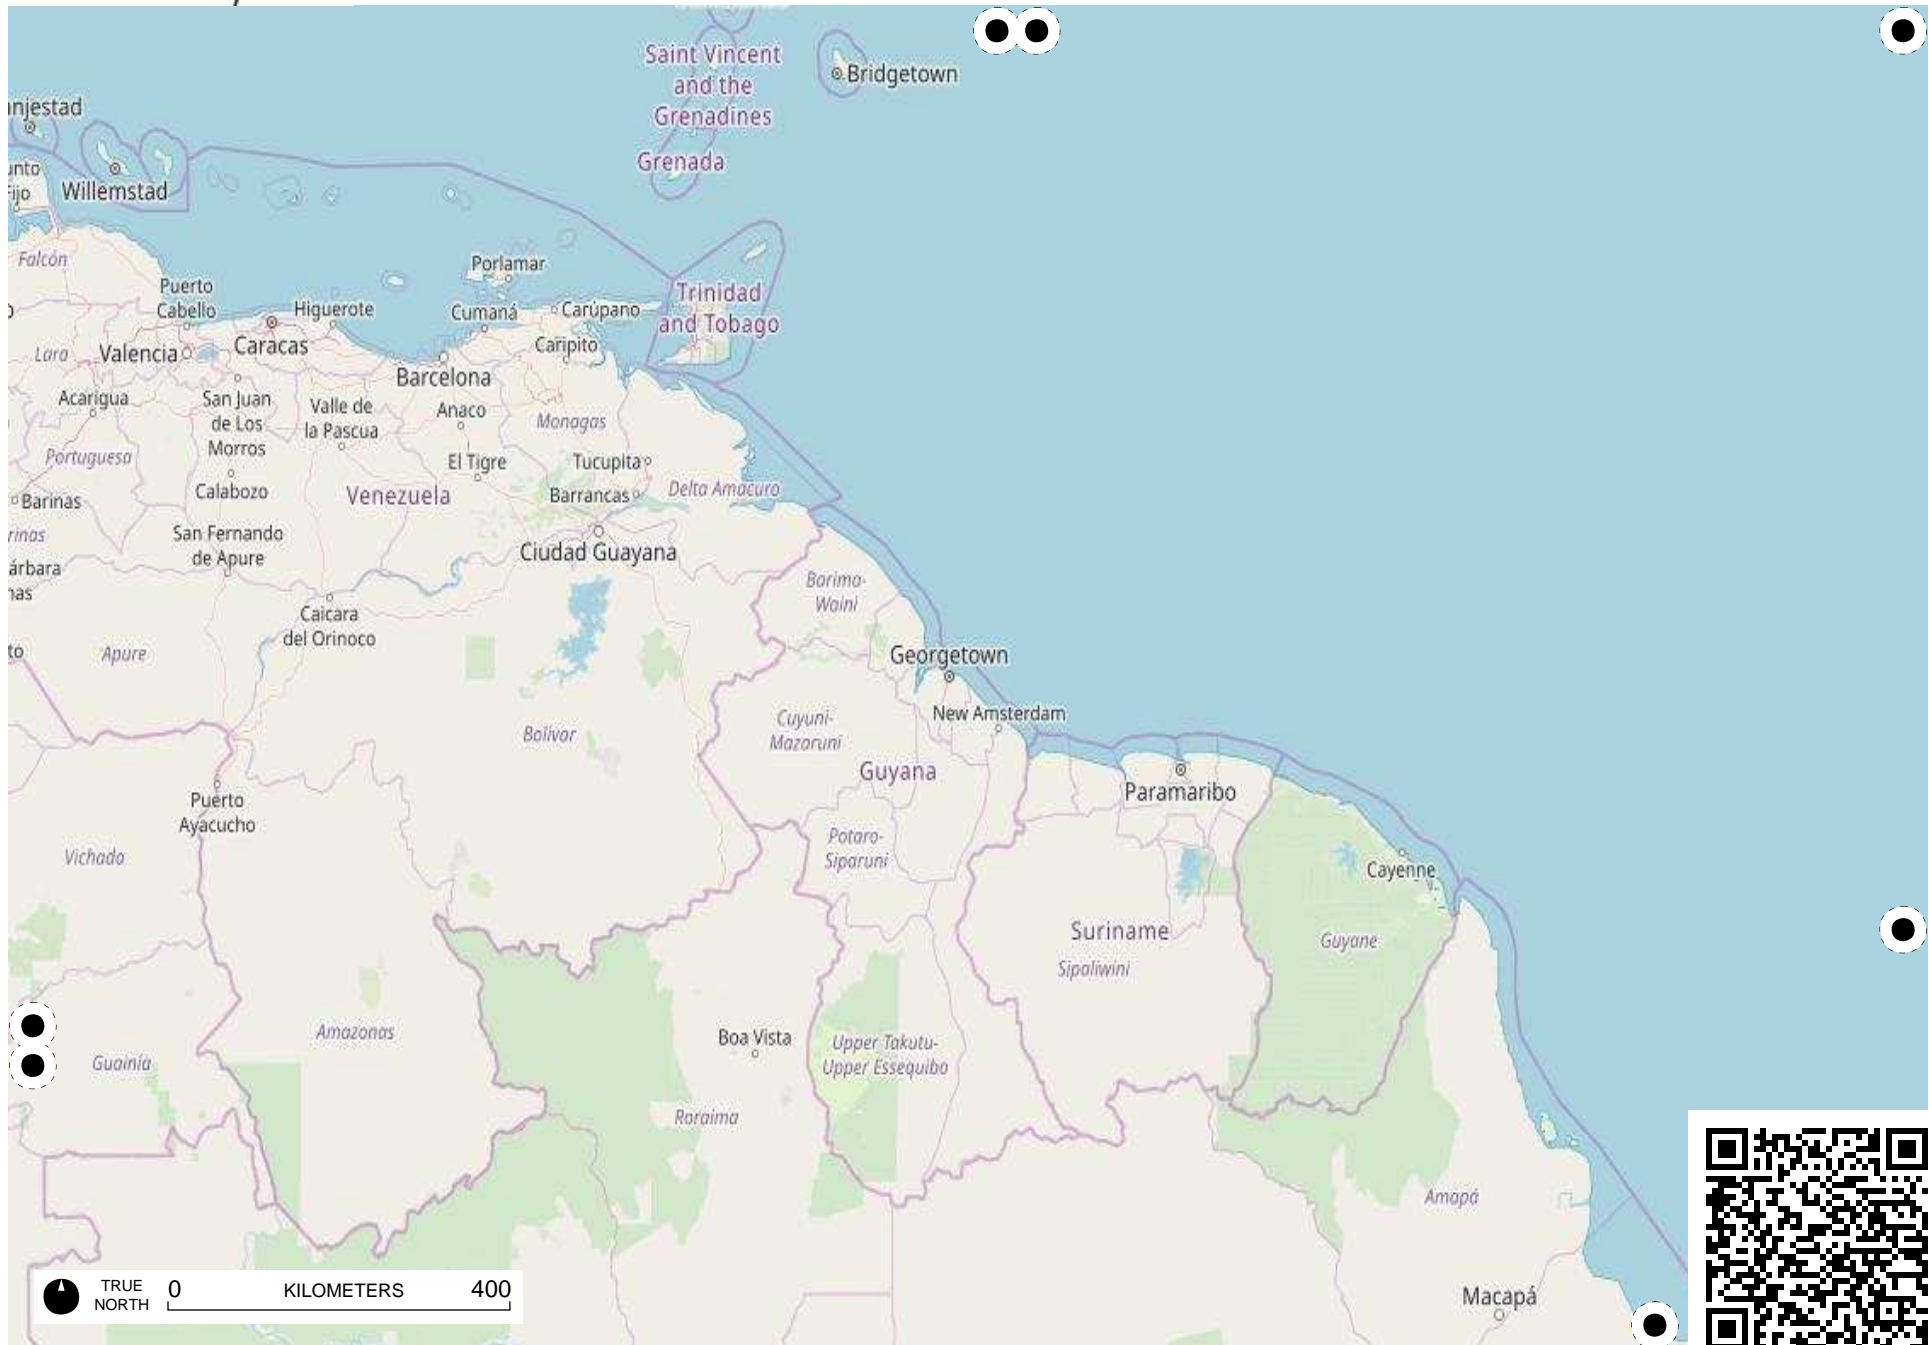 Saint Vincent
and the
Grenadines
Bridgetown
Grenada
Willemstad
Falcón
Porlamar
Puerto
Cabello
Higuerote
Cumaná
Carúpano
Trinidad
and Tobago
Lara
Valencia
Caracas
Caripito
Barcelona
Acarigua
San Juan
de Los
Morros
Valle de
la Pascua
Anaco
Monagas
Portuguesa
El Tigre
Tucupita
Barinas
Calabozo
Venezuela
Barrancas
Delta Amacuro
San Fernando
de Apure
Ciudad Guayana
Barima-
Waini
Caicara
del Orinoco
Apure
Georgetown
New Amsterdam
Bolívar
Cuyuni-
Mazaruni
Guyana
Paramaribo
Puerto
Ayacucho
Vichada
Potaro-
Siparuni
Cayenne
Suriname
Sipaliwini
Guyane
Amazonas
Boa Vista
Upper Takutu-
Upper Essequibo
Guainía
Roraima
Amapá
Macapá
TRUE
NORTH
0 KILOMETERS 400